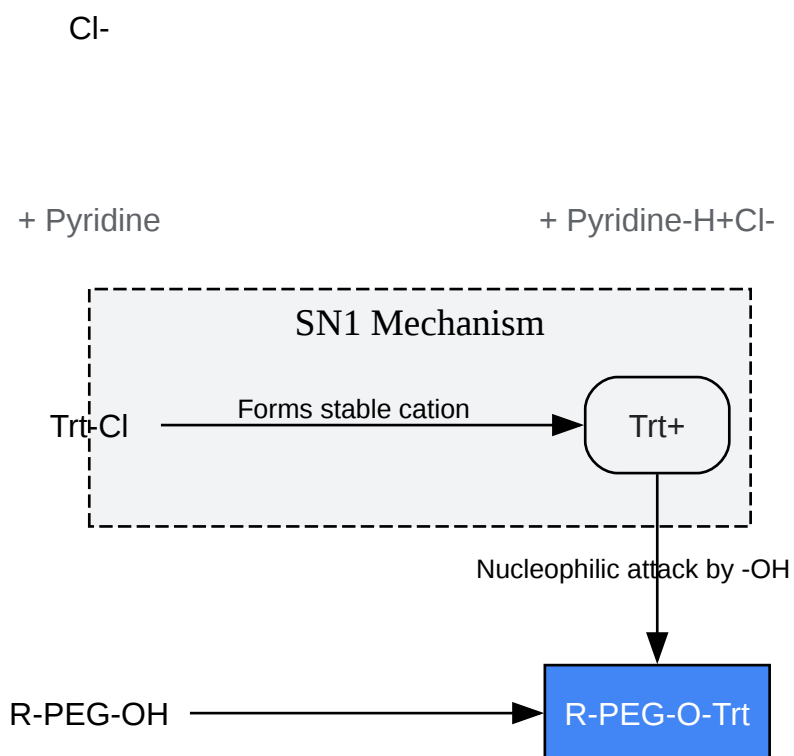 Cl-
+ Pyridine
+ Pyridine-H+Cl-
SN1 Mechanism
Forms stable cation
Trt-Cl
Trt+
Nucleophilic attack by -OH
R-PEG-OH
R-PEG-O-Trt